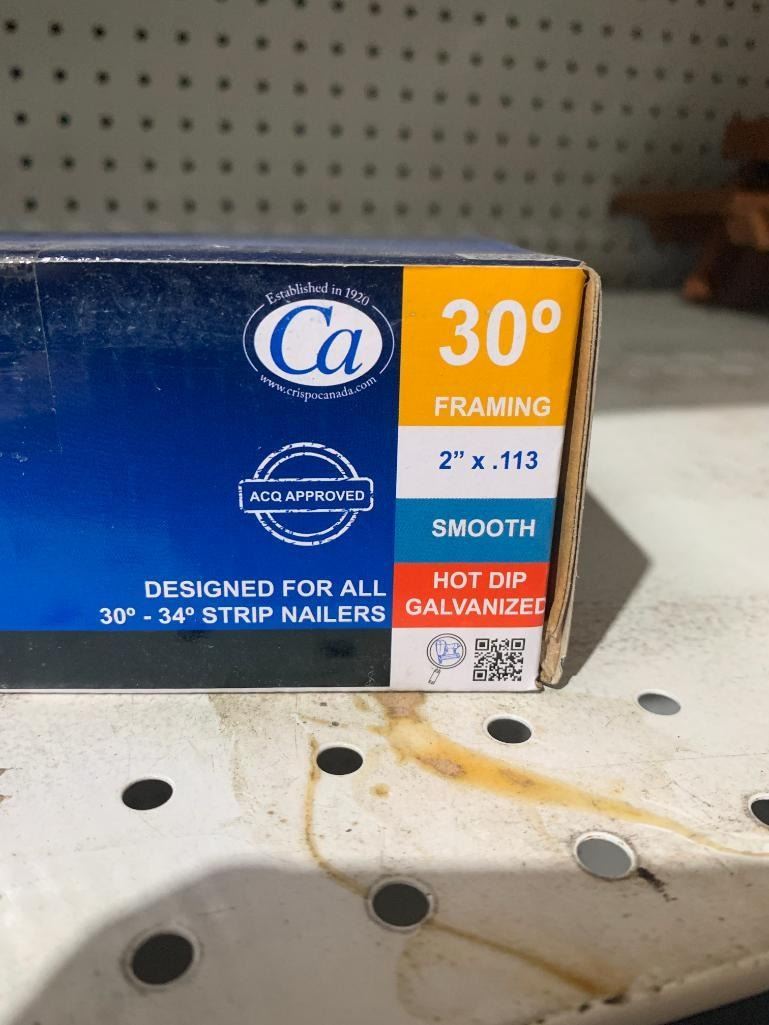 Established in 1920
Ca
www.crispocanada.com
ACQ APPROVED
DESIGNED FOR ALL
30º - 34º STRIP NAILERS
30º
FRAMING
2” x .113
SMOOTH
HOT DIP
GALVANIZED